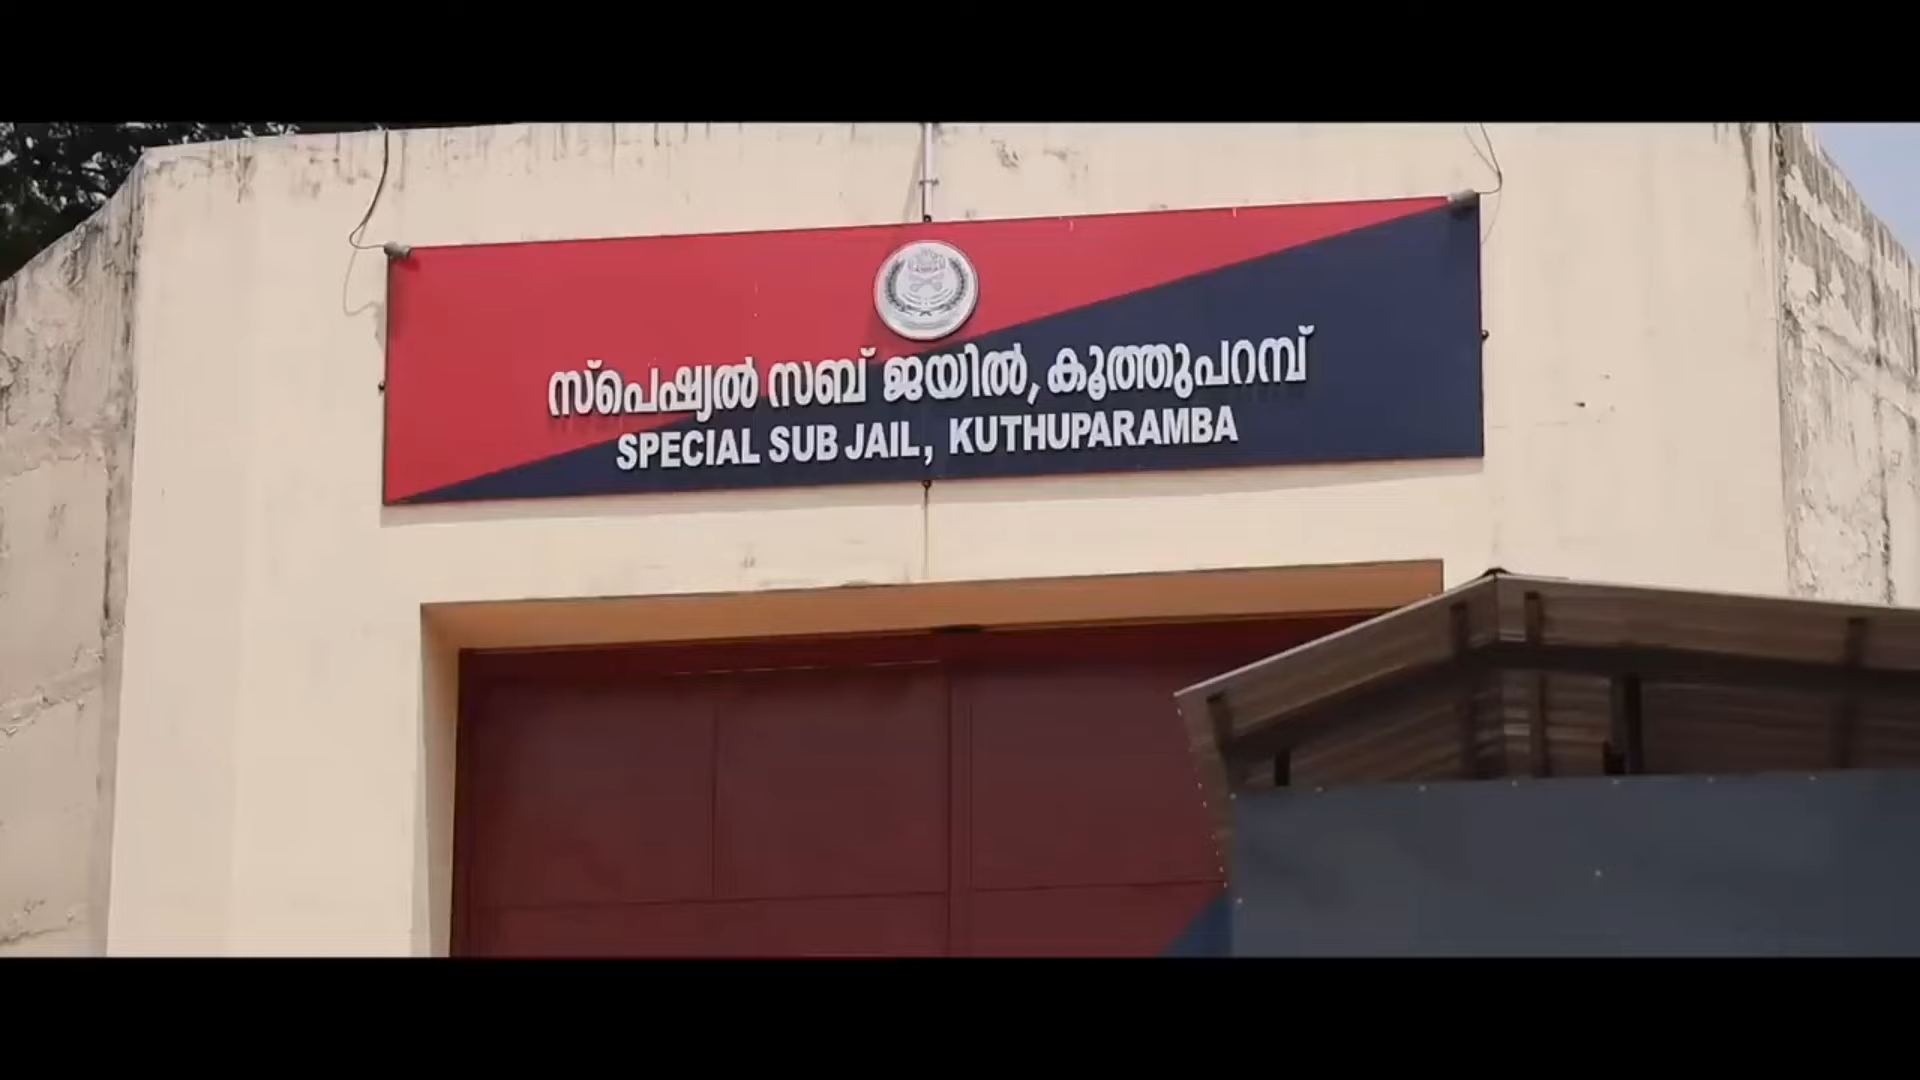 സ്പെഷ്യൽ സബ് ജയിൽ, കൂത്തുപറമ്പ്
SPECIAL SUB JAIL, KUTHUPARAMBA